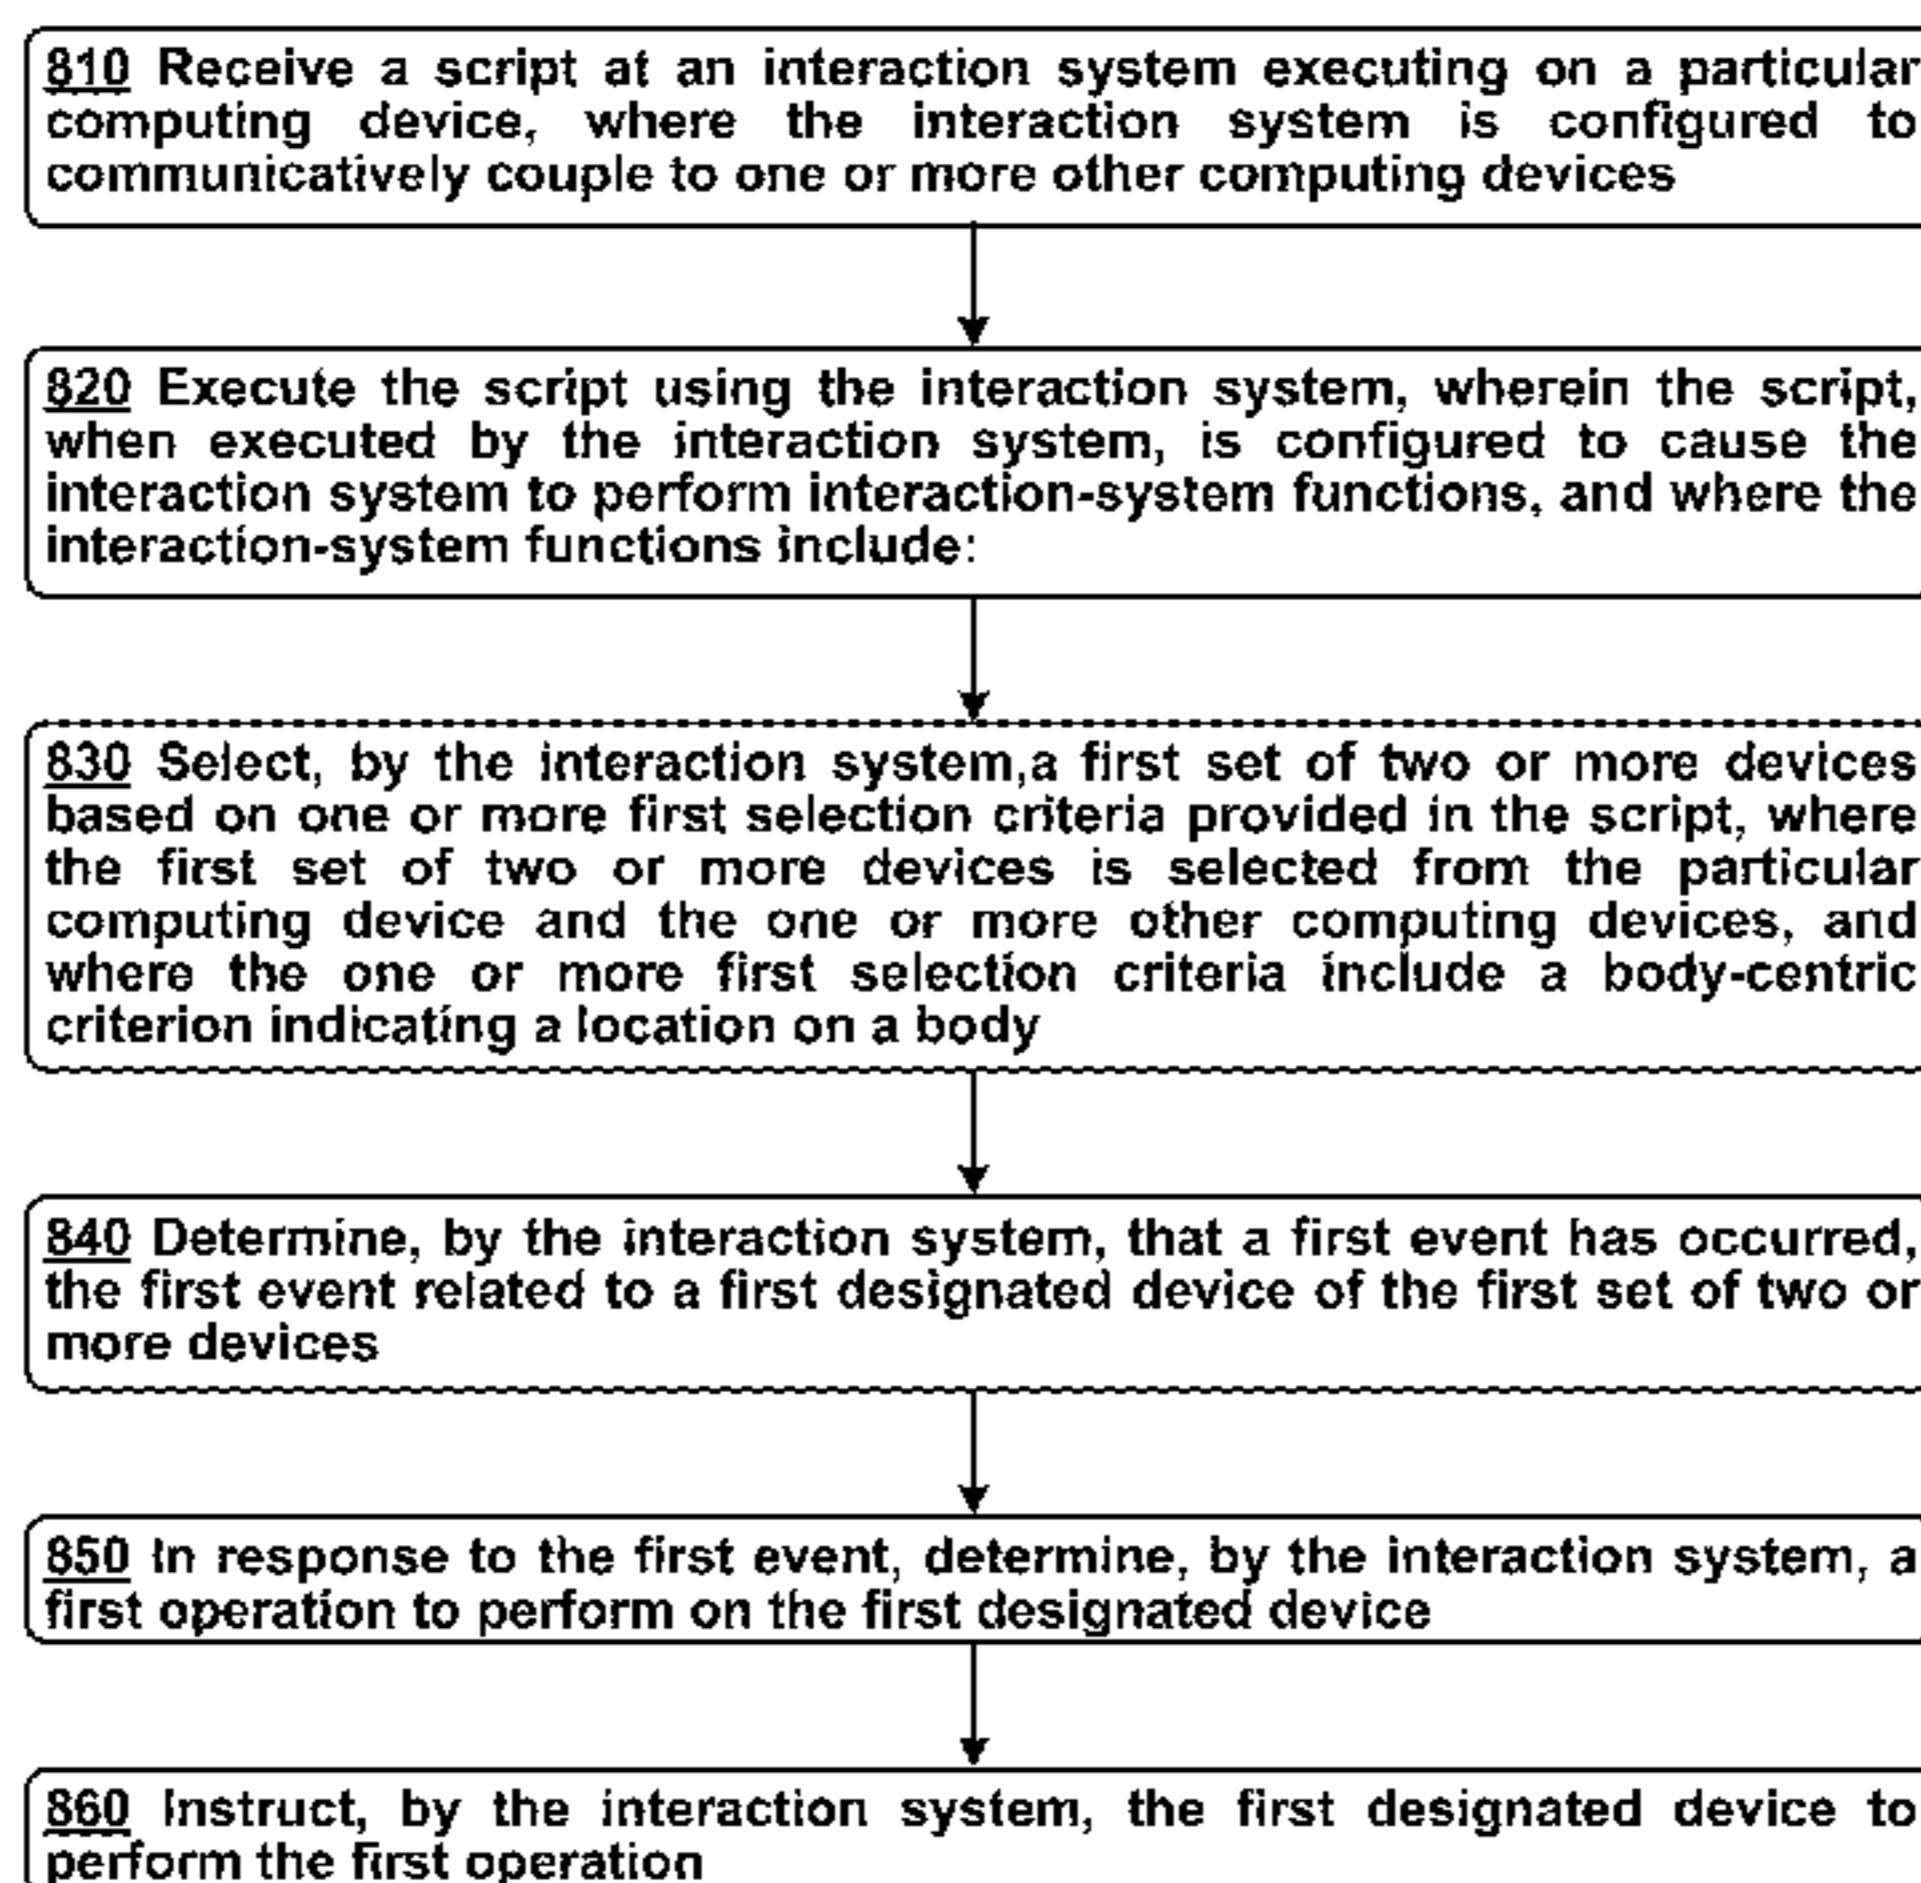 810 Receive a script at an interaction system executing on a particular
computing device, where the interaction system is configured to
communicatively couple to one or more other computing devices
820 Execute the script using the interaction system, wherein the script,
when executed by the interaction system, is configured to cause the
interaction system to perform interaction-system functions, and where the
interaction-system functions include:
830 Select, by the interaction system,a first set of two or more devices
based on one or more first selection criteria provided in the script, where
the first set of two or more devices is selected from the particular
computing device and the one or more other computing devices, and
where the one or more first selection criteria include a body-centric
criterion indicating a location on a body
840 Determine, by the interaction system, that a first event has occurred,
the first event related to a first designated device of the first set of two or
more devices
850 In response to the first event, determine, by the interaction system, a
first operation to perform on the first designated device
860 Instruct, by the interaction system, the first designated device to
perform the first operation